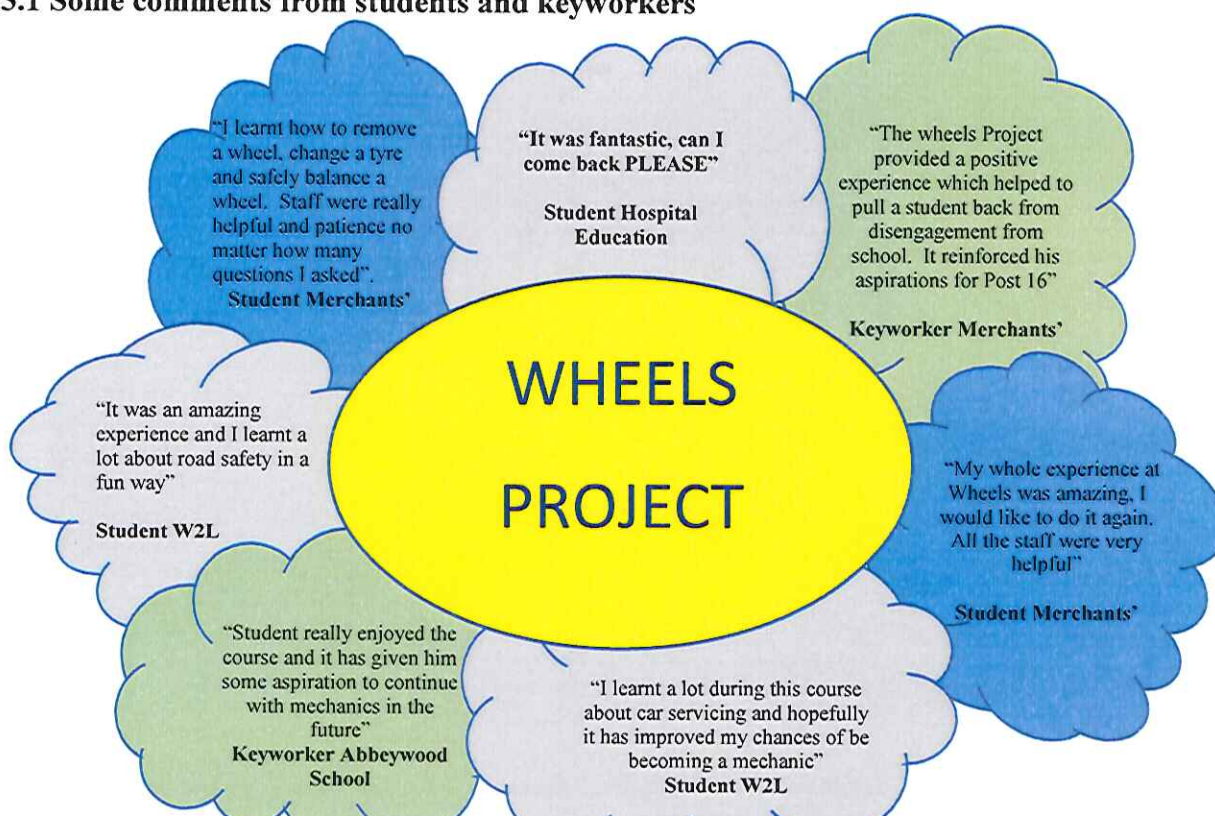 3.1 Some comments from students and keyworkers
"I learnt how to remove
a wheel, change a tyre
and safely balance a
wheel. Staff were really
helpful and patience no
matter how many
questions I asked".
Student Merchants'
"It was fantastic, can I
come back PLEASE"
Student Hospital
Education
"The wheels Project
provided a positive
experience which helped to
pull a student back from
disengagement from
school. It reinforced his
aspirations for Post 16"
Keyworker Merchants'
"It was an amazing
experience and I learnt a
lot about road safety in a
fun way"
Student W2L
WHEELS
PROJECT
"My whole experience at
Wheels was amazing, I
would like to do it again.
All the staff were very
helpful"
Student Merchants'
"Student really enjoyed the
course and it has given him
some aspiration to continue
with mechanics in the
future"
Keyworker Abbeywood
School
"I learnt a lot during this course
about car servicing and hopefully
it has improved my chances of be
becoming a mechanic"
Student W2L